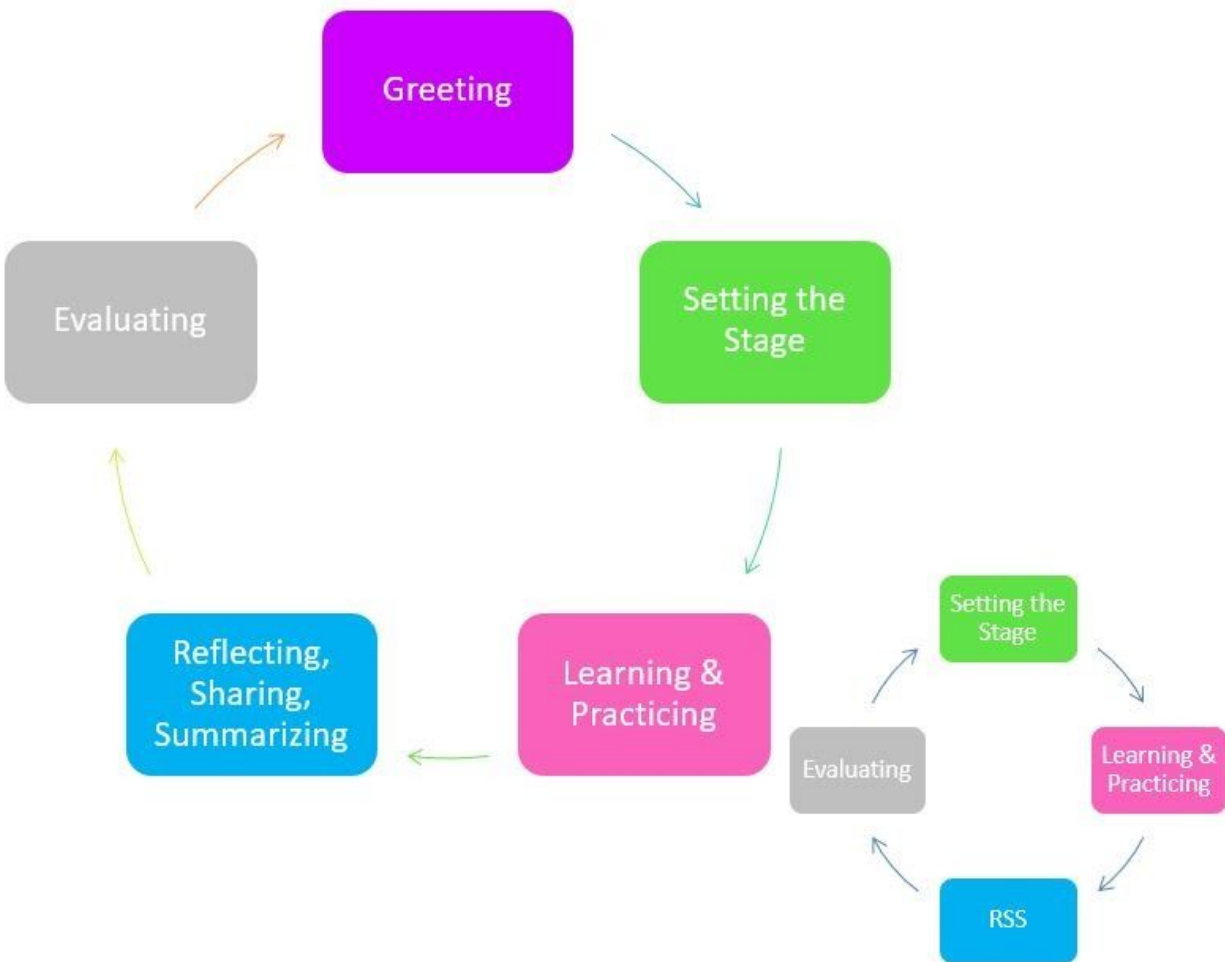 Greeting
Setting the
Stage
Learning &
Practicing
Reflecting,
Sharing,
Summarizing
Evaluating
Setting the
Stage
Learning &
Practicing
RSS
Evaluating